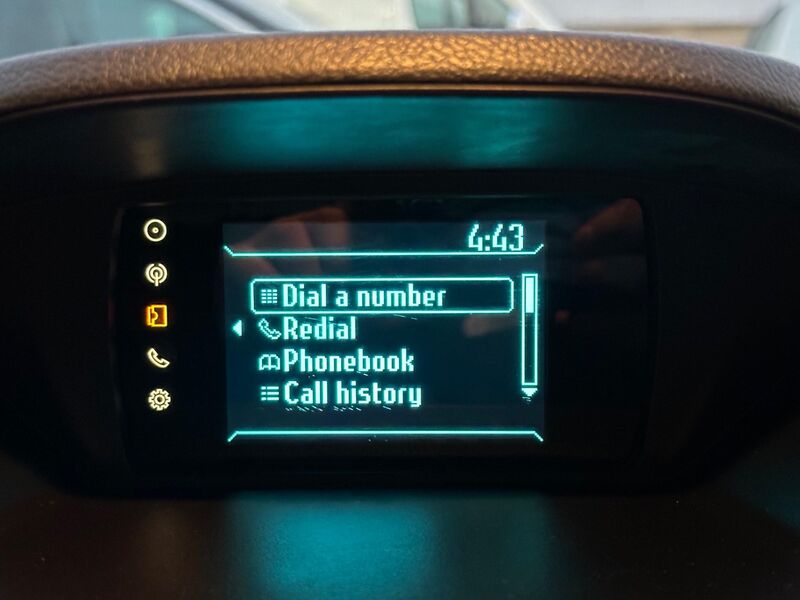 4:43
Dial a number
Redial
Phonebook
Call history